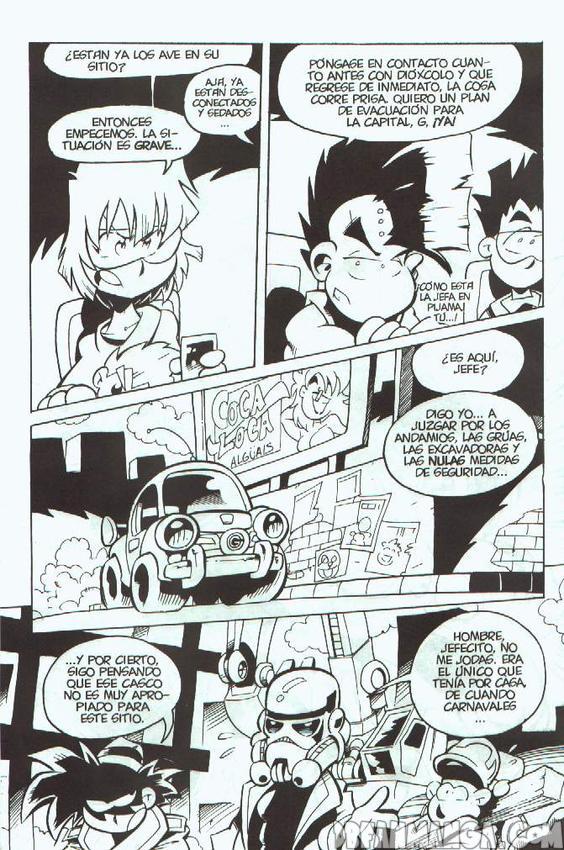 ¿ESTÁN YA LOS AVE EN SU
SITIO?
AJÁ, YA
ESTÁN DES-
CONECTADOS
Y SEDADOS
...
ENTONCES
EMPECEMOS. LA SI-
TUACIÓN ES GRAVE...
PÓNGASE EN CONTACTO CUAN-
TO ANTES CON DIÓXCOLO Y QUE
REGRESE DE INMEDIATO, LA COSA
CORRE PRISA. QUIERO UN PLAN
DE EVACUACIÓN PARA
LA CAPITAL, G, ¡YA!
¡CÓMO ESTÁ
LA JEFA EN
PIJAMA,
TÚ...!
¿ES AQUÍ,
JEFE?
DIGO YO... A
JUZGAR POR LOS
ANDAMIOS, LAS GRÚAS,
LAS EXCAVADORAS Y
LAS NULAS MEDIDAS
DE SEGURIDAD...
COCA
Y LOCA
ALGUAIS
G
...Y POR CIERTO,
SIGO PENSANDO
QUE ESE CASCO
NO ES MUY APRO-
PIADO PARA
ESTE SITIO.
HOMBRE,
JEFECITO, NO
ME JODAS. ERA
EL ÚNICO QUE
TENÍA POR CASA,
DE CUANDO
CARNAVALES
...
DREAMMANGA.COM